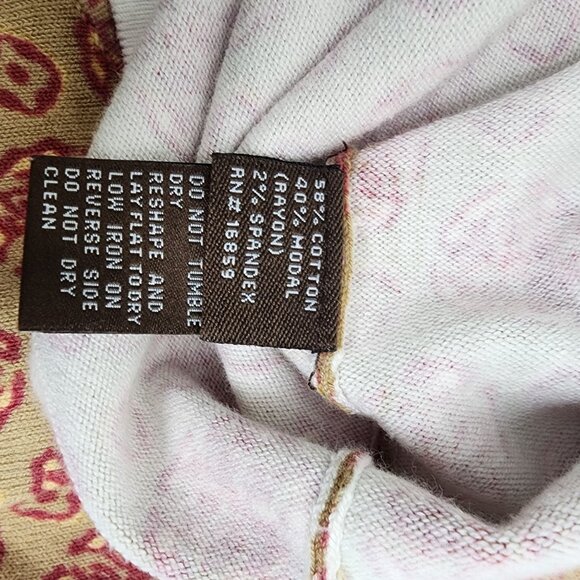 58% COTTON
40% MODAL
(RAYON)
2% SPANDEX
RN# 16859
DO NOT TUMBLE
DRY
RESHAPE AND
LAY FLAT TO DRY
LOW IRON ON
REVERSE SIDE
DO NOT DRY
CLEAN